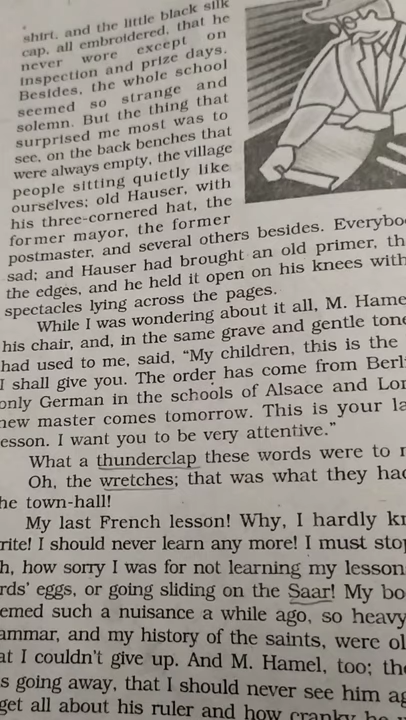 shirt, and the little black silk
cap, all embroidered, that he
never wore except on
inspection and prize days.
Besides, the whole school
seemed so strange and
solemn. But the thing that
surprised me most was to
see, on the back benches that
were always empty, the village
people sitting quietly like
ourselves; old Hauser, with
his three-cornered hat, the
former mayor, the former
postmaster, and several others besides. Everybo
sad; and Hauser had brought an old primer, th
the edges, and he held it open on his knees with
spectacles lying across the pages.
While I was wondering about it all, M. Hame
his chair, and, in the same grave and gentle tone
had used to me, said, “My children, this is the
I shall give you. The order has come from Berl
only German in the schools of Alsace and Lor
new master comes tomorrow. This is your la
esson. I want you to be very attentive.”
What a thunderclap these words were to
Oh, the wretches; that was what they had
he town-hall!
My last French lesson! Why, I hardly k
rite! I should never learn any more! I must stop
h, how sorry I was for not learning my lesson
rds’ eggs, or going sliding on the Saar! My bo
emed such a nuisance a while ago, so heavy
ammar, and my history of the saints, were ol
at I couldn’t give up. And M. Hamel, too; the
s going away, that I should never see him ag
get all about his ruler and how cranky he